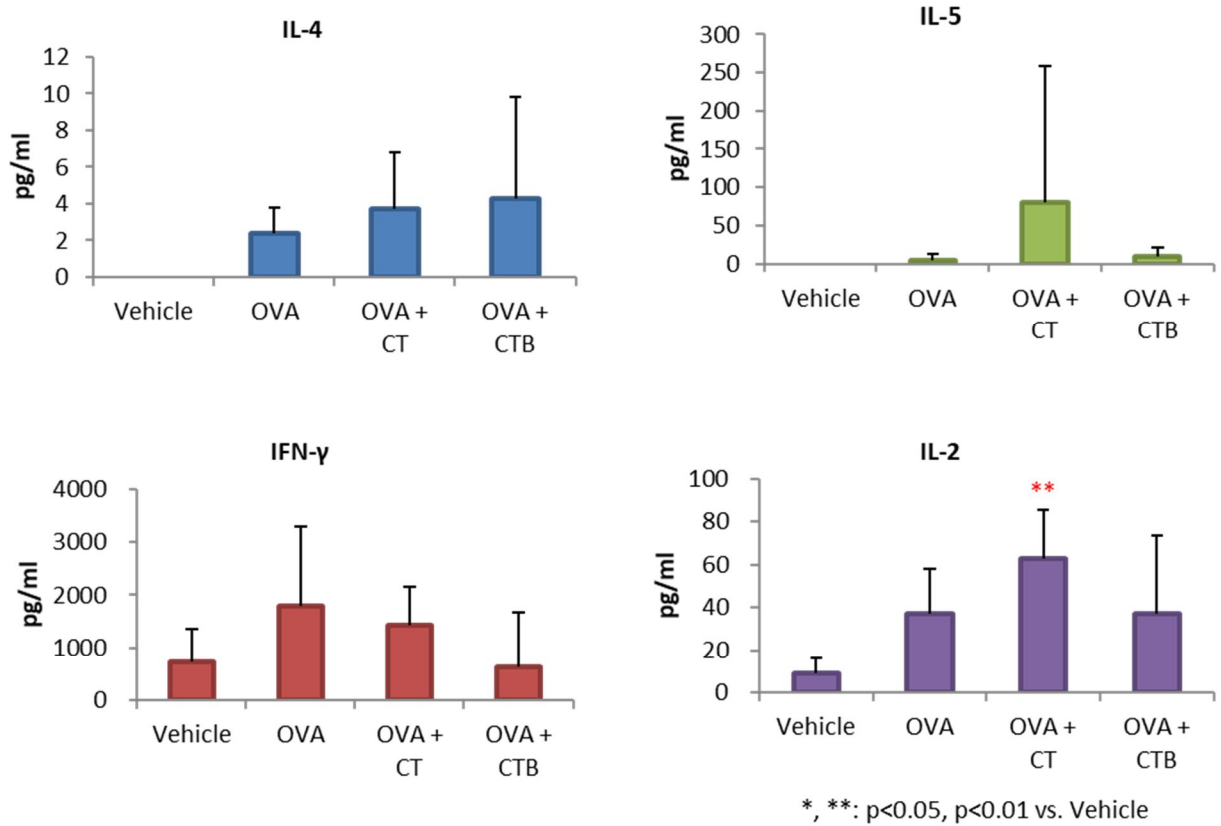 IL-4
12
10
8
6
4
2
0
pg/ml
Vehicle OVA OVA + OVA +
CT CTB
IL-5
300
250
200
150
100
50
0
pg/ml
Vehicle OVA OVA + OVA +
CT CTB
IFN-γ
4000
3000
2000
1000
0
pg/ml
Vehicle OVA OVA + OVA +
CT CTB
IL-2
100
80
60
40
20
0
pg/ml
**
Vehicle OVA OVA + OVA +
CT CTB
*, **: p<0.05, p<0.01 vs. Vehicle